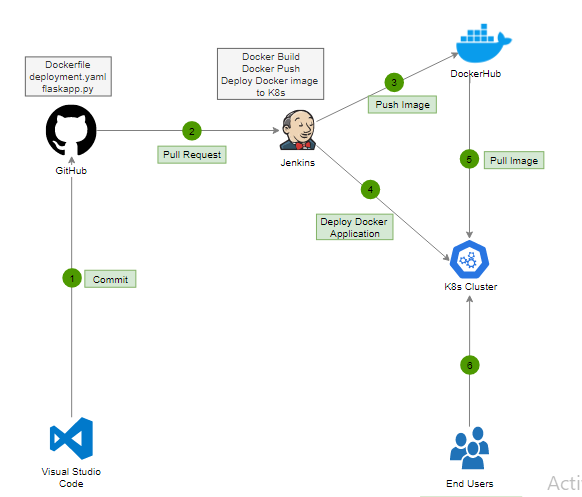 Dockerfile
deployment.yaml
flaskapp.py
GitHub
Docker Build
Docker Push
Deploy Docker image
to K8s
Jenkins
DockerHub
2
Pull Request
3
Push Image
4
Deploy Docker
Application
5
Pull Image
K8s Cluster
1
Commit
6
Visual Studio
Code
End Users
Acti